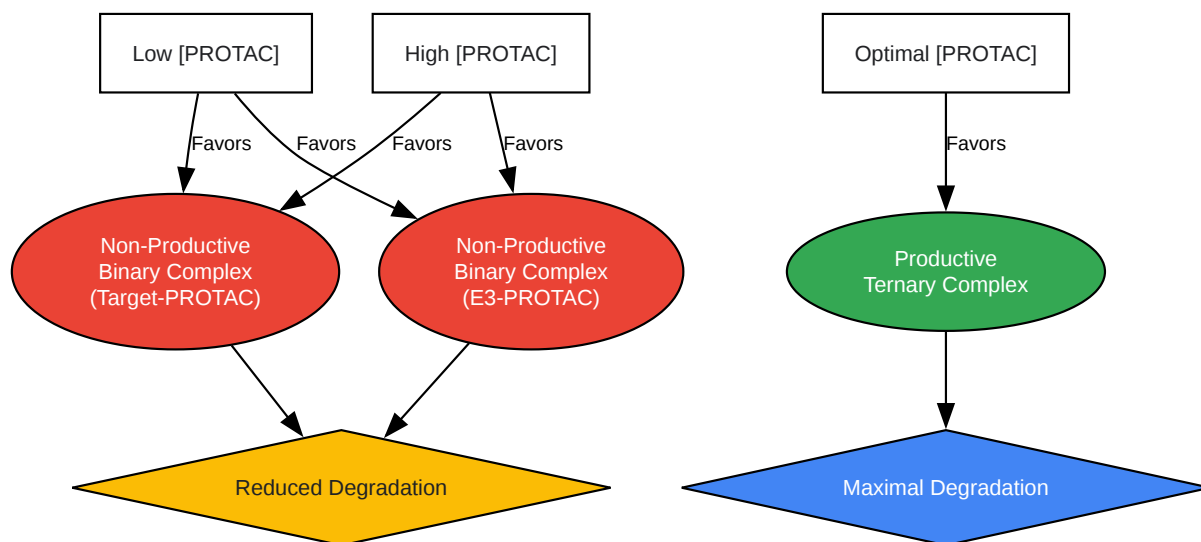 Low [PROTAC]
High [PROTAC]
Optimal [PROTAC]
Favors
Favors
Favors
Favors
Favors
Non-Productive
Binary Complex
(Target-PROTAC)
Non-Productive
Binary Complex
(E3-PROTAC)
Productive
Ternary Complex
Reduced Degradation
Maximal Degradation